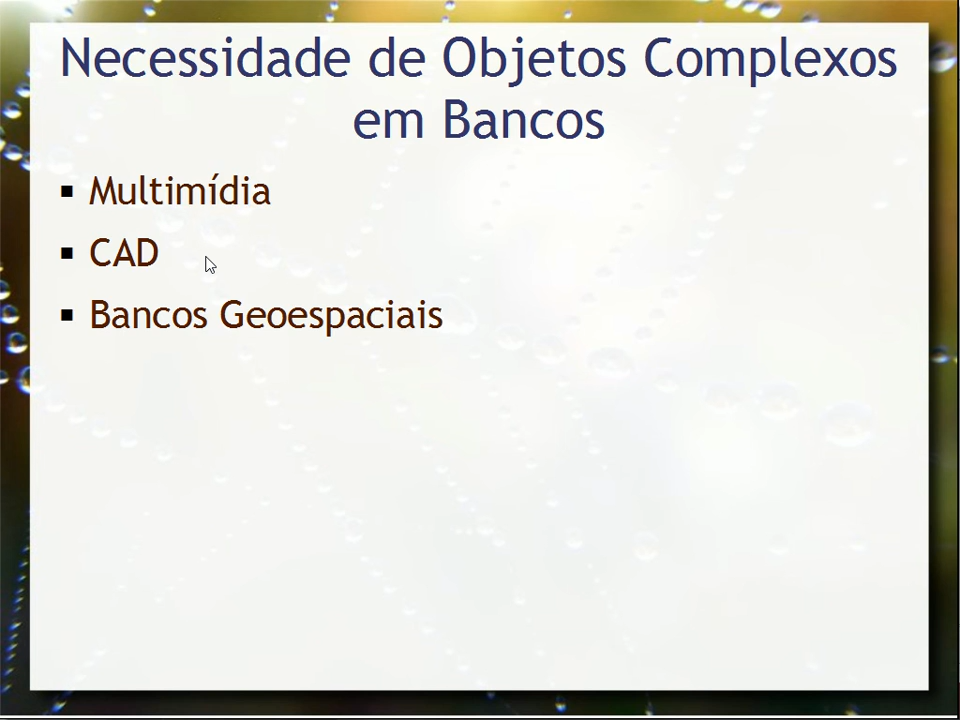 Necessidade de Objetos Complexos
em Bancos
▪ Multimídia
▪ CAD
▪ Bancos Geoespaciais